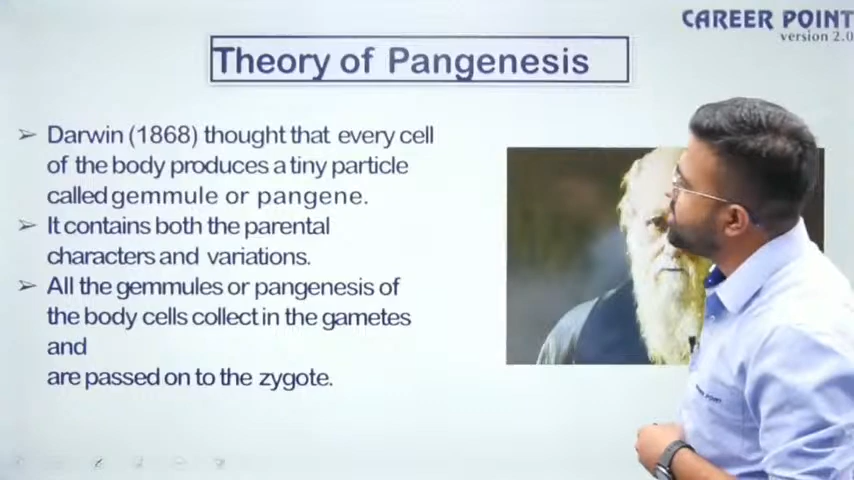 CAREER POINT
version 2.0
Theory of Pangenesis
➢ Darwin (1868) thought that every cell
of the body produces a tiny particle
called gemmule or pangene.
➢ It contains both the parental
characters and variations.
➢ All the gemmules or pangenesis of
the body cells collect in the gametes
and
are passed on to the zygote.